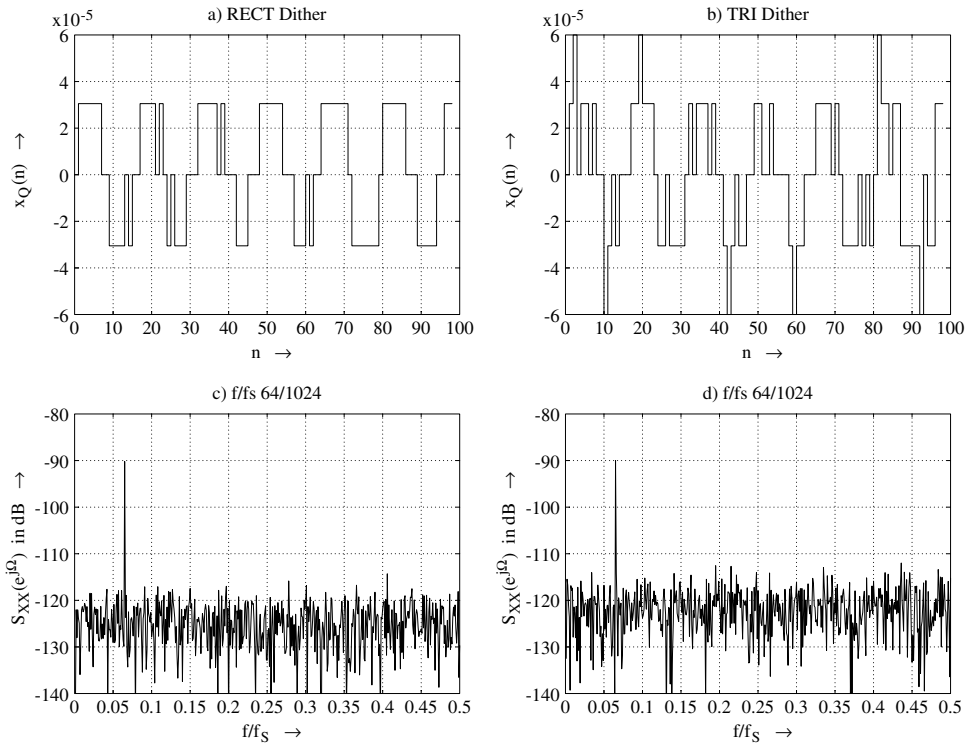 a) RECT Dither
x10⁻⁵
6
4
2
0
-2
-4
-6
x_Q(n) →
0 10 20 30 40 50 60 70 80 90 100
n →
b) TRI Dither
x10⁻⁵
6
4
2
0
-2
-4
-6
x_Q(n) →
0 10 20 30 40 50 60 70 80 90 100
n →
c) f/fs 64/1024
-80
-90
-100
-110
-120
-130
-140
S_XX(e^jΩ) in dB →
0 0.05 0.1 0.15 0.2 0.25 0.3 0.35 0.4 0.45 0.5
f/f_S →
d) f/fs 64/1024
-80
-90
-100
-110
-120
-130
-140
S_XX(e^jΩ) in dB →
0 0.05 0.1 0.15 0.2 0.25 0.3 0.35 0.4 0.45 0.5
f/f_S →